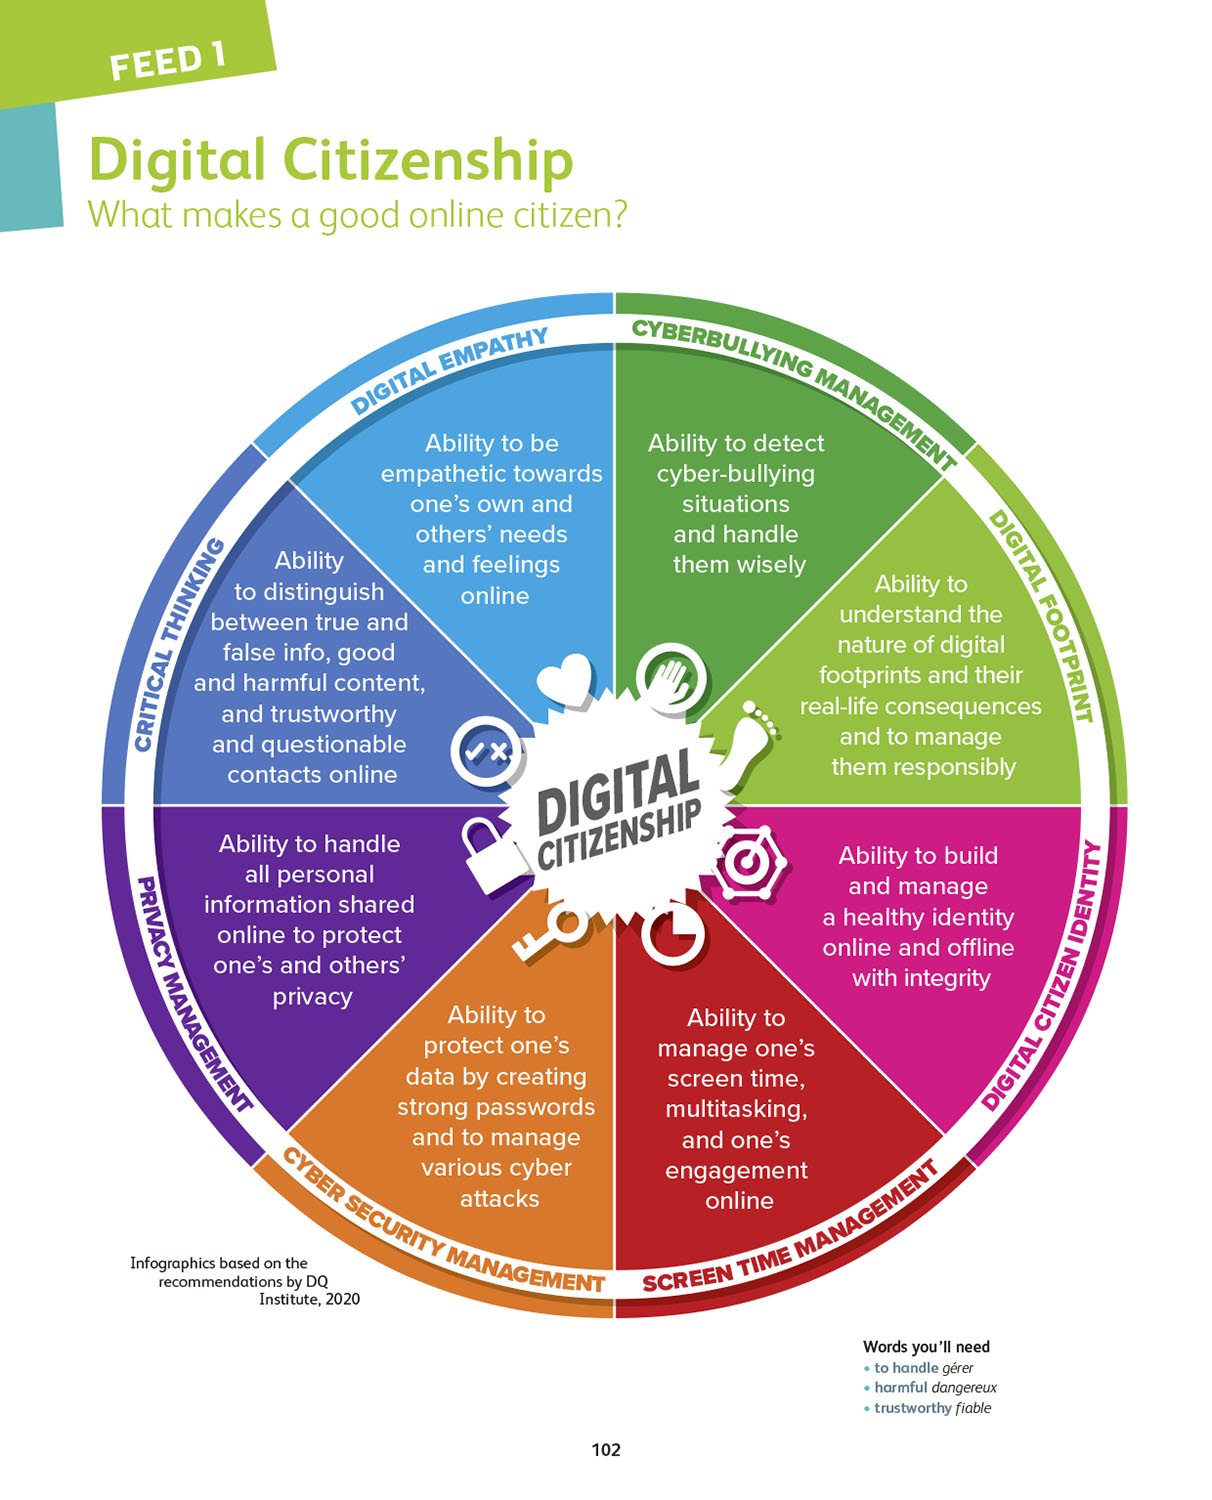 FEED 1
Digital Citizenship
What makes a good online citizen?
DIGITAL EMPATHY
Ability to be
empathetic towards
one's own and
others' needs
and feelings
online
CYBERBULLYING MANAGEMENT
Ability to detect
cyber-bullying
situations
and handle
them wisely
DIGITAL FOOTPRINT
Ability to
understand the
nature of digital
footprints and their
real-life consequences
and to manage
them responsibly
DIGITAL CITIZEN IDENTITY
Ability to build
and manage
a healthy identity
online and offline
with integrity
SCREEN TIME MANAGEMENT
Ability to
manage one's
screen time,
multitasking,
and one's
engagement
online
CYBER SECURITY MANAGEMENT
Ability to
protect one's
data by creating
strong passwords
and to manage
various cyber
attacks
PRIVACY MANAGEMENT
Ability to handle
all personal
information shared
online to protect
one's and others'
privacy
CRITICAL THINKING
Ability
to distinguish
between true and
false info, good
and harmful content,
and trustworthy
and questionable
contacts online
DIGITAL
CITIZENSHIP
Infographics based on the
recommendations by DQ
Institute, 2020
Words you'll need
• to handle gérer
• harmful dangereux
• trustworthy fiable
102